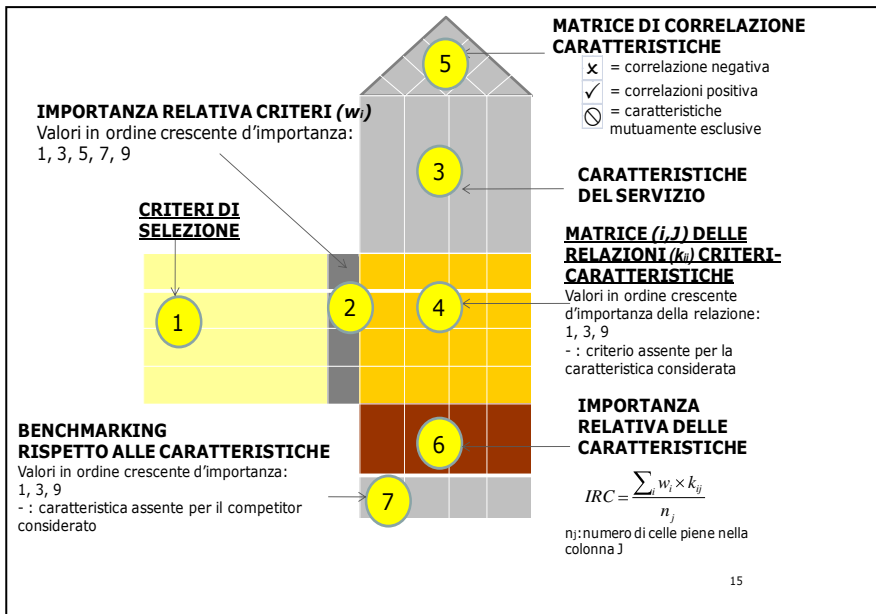 MATRICE DI CORRELAZIONE
CARATTERISTICHE
x = correlazione negativa
✓ = correlazioni positiva
⃠ = caratteristiche
mutuamente esclusive
5
IMPORTANZA RELATIVA CRITERI (wi)
Valori in ordine crescente d'importanza:
1, 3, 5, 7, 9
3
CARATTERISTICHE
DEL SERVIZIO
CRITERI DI
SELEZIONE
1
2
4
MATRICE (i,J) DELLE
RELAZIONI (kij) CRITERI-
CARATTERISTICHE
Valori in ordine crescente
d'importanza della relazione:
1, 3, 9
- : criterio assente per la
caratteristica considerata
BENCHMARKING
RISPETTO ALLE CARATTERISTICHE
Valori in ordine crescente d'importanza:
1, 3, 9
- : caratteristica assente per il competitor
considerato
6
7
IMPORTANZA
RELATIVA DELLE
CARATTERISTICHE
IRC = ∑i wi × kij / nj
nj:numero di celle piene nella
colonna J
15